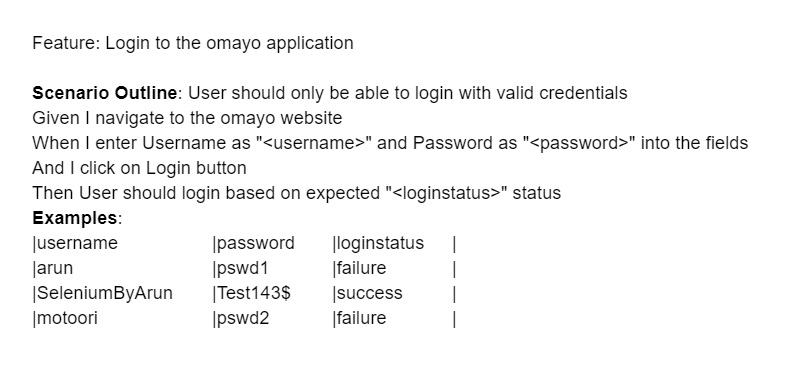 Feature: Login to the omayo application
Scenario Outline: User should only be able to login with valid credentials
Given I navigate to the omayo website
When I enter Username as "<username>" and Password as "<password>" into the fields
And I click on Login button
Then User should login based on expected "<loginstatus>" status
Examples:
|username |password |loginstatus |
|arun |pswd1 |failure |
|SeleniumByArun |Test143$ |success |
|motoori |pswd2 |failure |